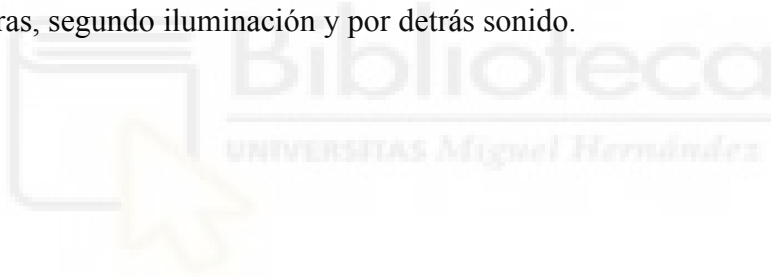 ras, segundo iluminación y por detrás sonido.
Biblioteca
UNIVERSITAS Miguel Hernández